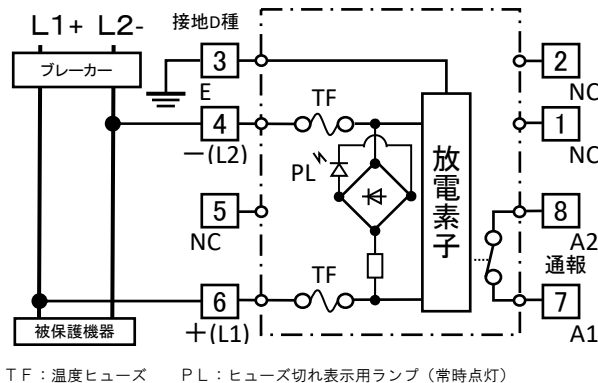 L1+ L2-
接地D種
ブレーカー
3
E
TF
2
NC
4
−(L2)
1
NC
PL
放電素子
5
NC
8
A2
通報
TF
6
+(L1)
7
A1
被保護機器
TF:温度ヒューズ PL:ヒューズ切れ表示用ランプ(常時点灯)